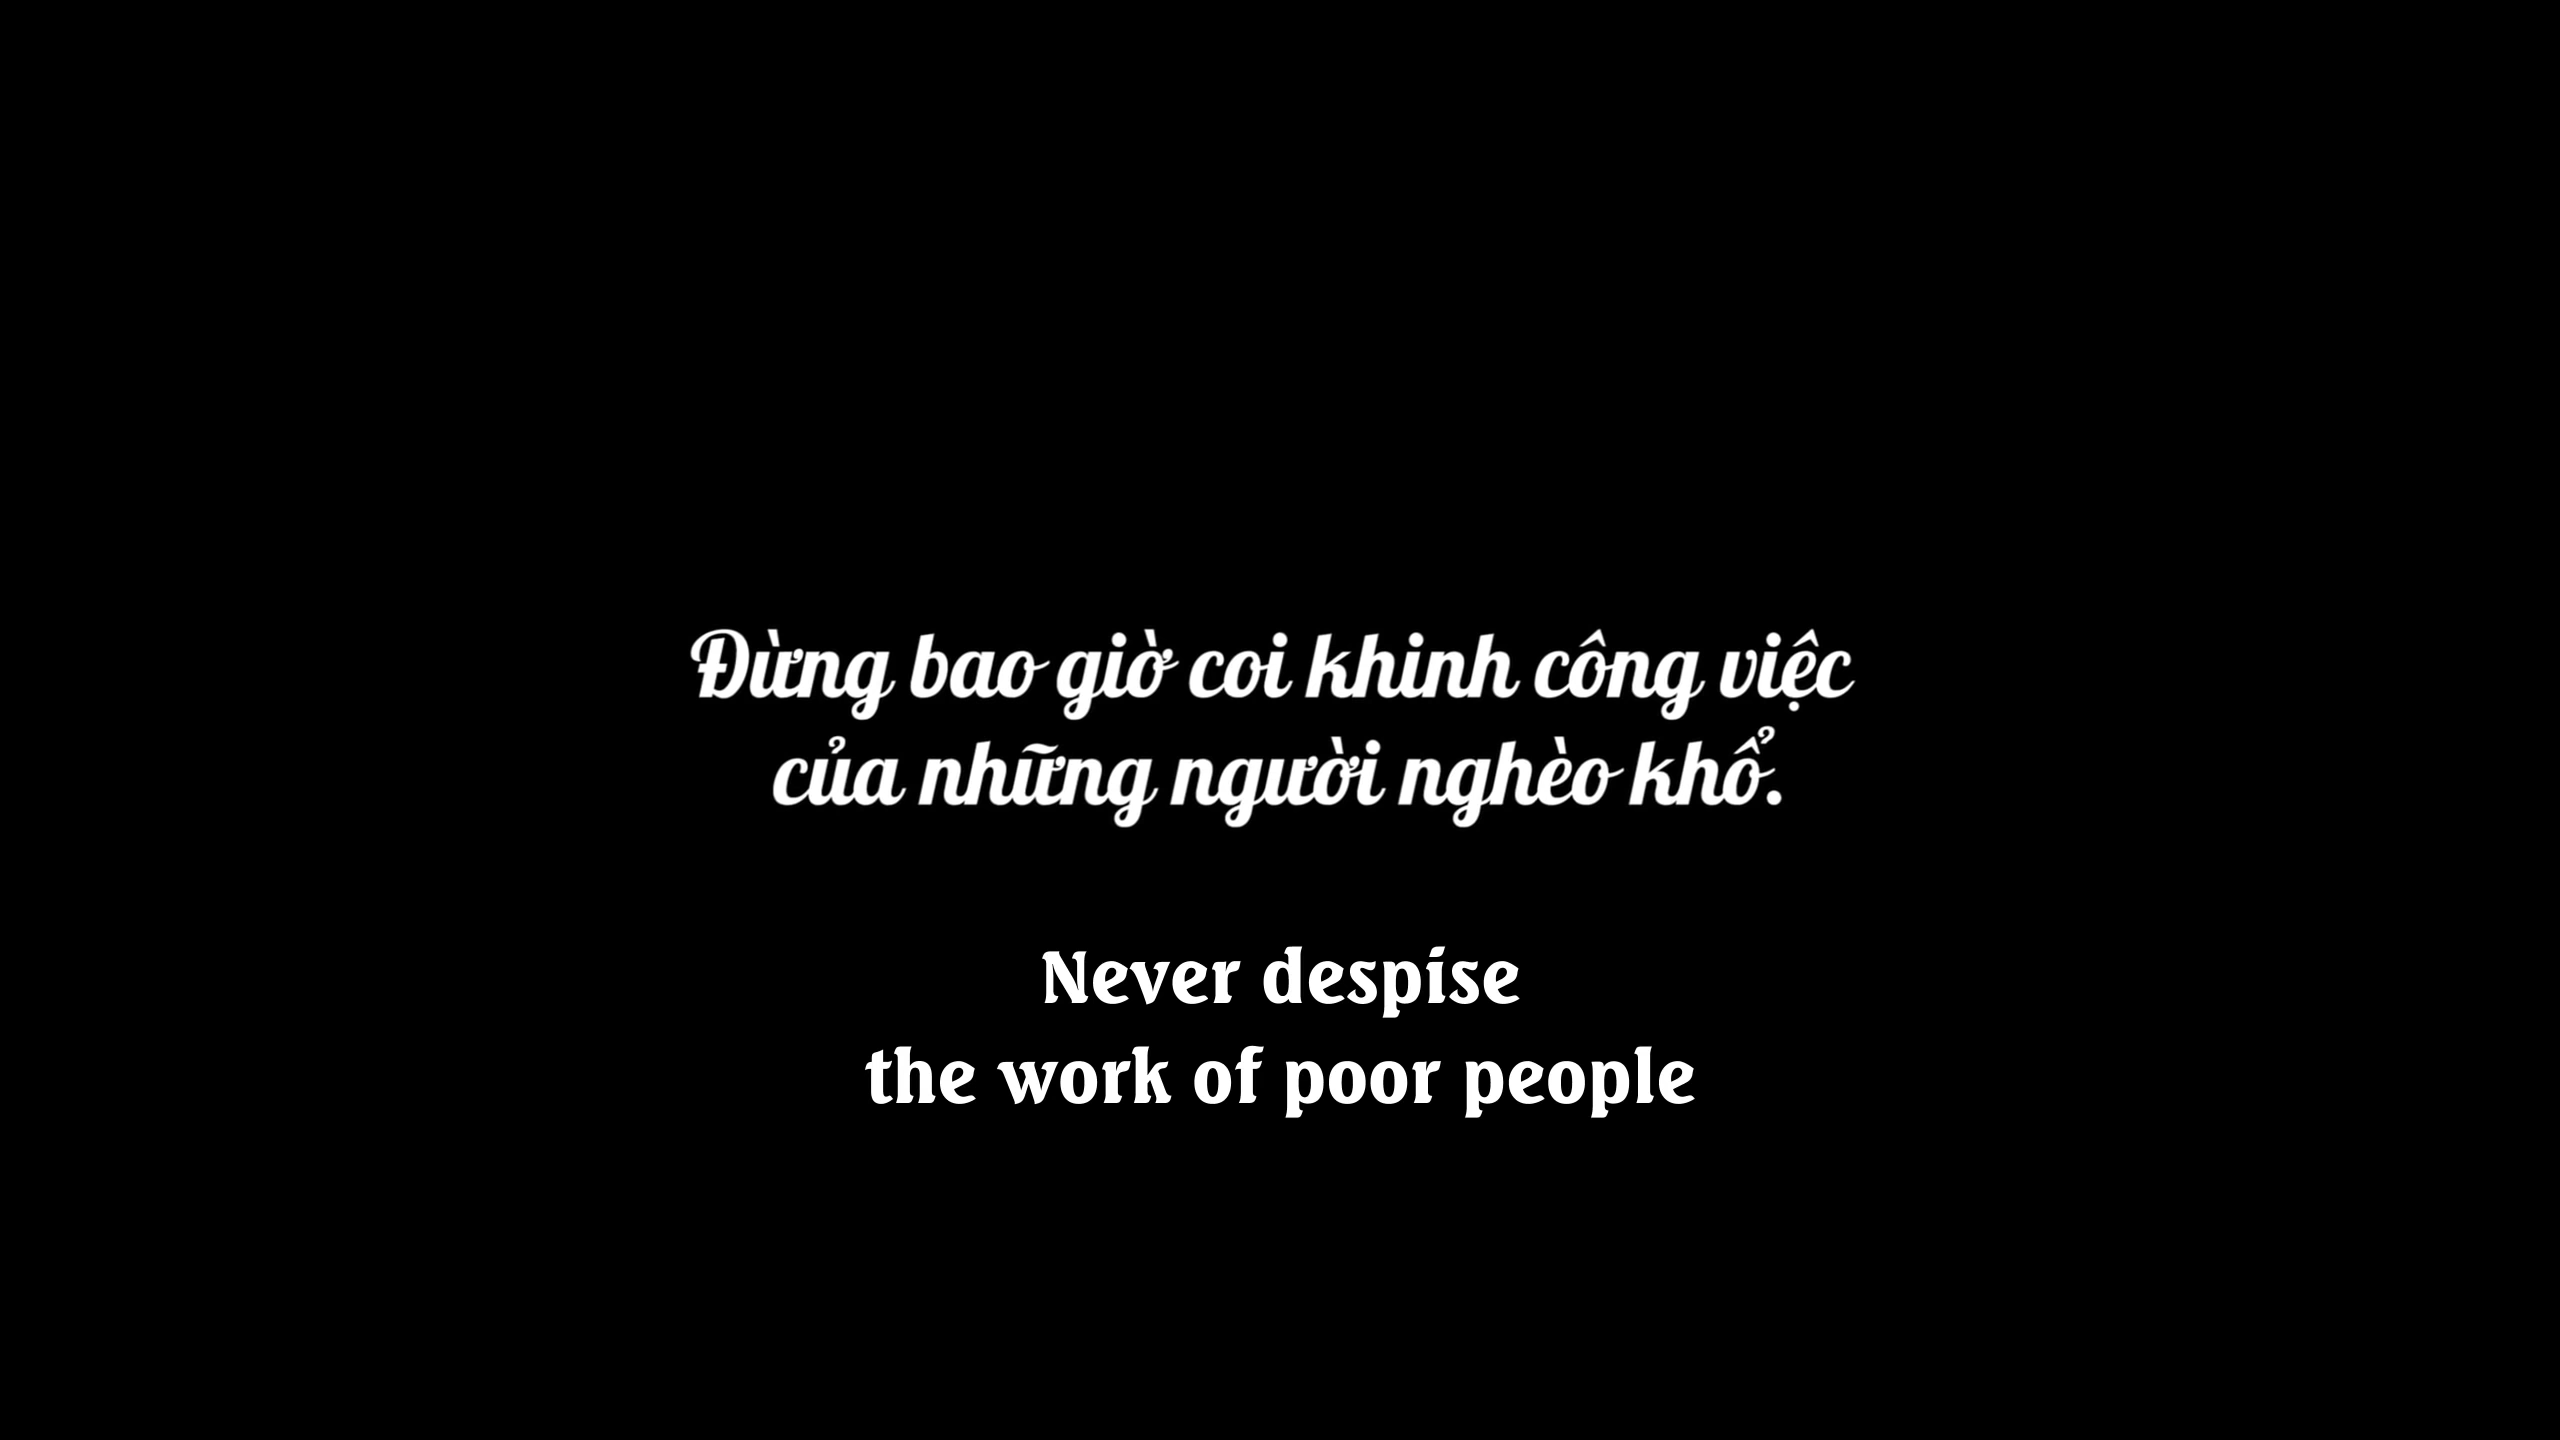 Đừng bao giờ coi khinh công việc
của những người nghèo khổ.
Never despise
the work of poor people